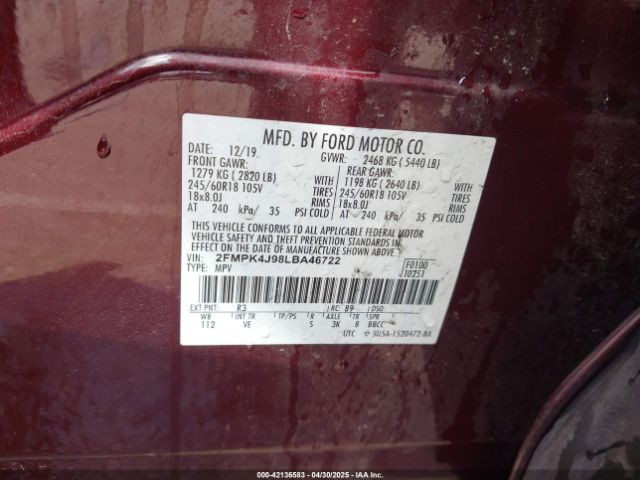 MFD. BY FORD MOTOR CO.
DATE: 12/19 GVWR: 2468 KG ( 5440 LB)
FRONT GAWR: REAR GAWR:
1279 KG ( 2820 LB) WITH 1198 KG ( 2640 LB)
245/60R18 105V TIRES 245/60R18 105V
18x8.0J RIMS 18x8.0J
AT 240 kPa/ 35 PSI COLD AT 240 kPa/ 35 PSI COLD
WITH
TIRES
RIMS
THIS VEHICLE CONFORMS TO ALL APPLICABLE FEDERAL MOTOR
VEHICLE SAFETY AND THEFT PREVENTION STANDARDS IN
EFFECT ON THE DATE OF MANUFACTURE SHOWN ABOVE.
VIN: 2FMPK4J98LBA46722 F0100
TYPE: MPV 10251
EXT PNT: R3 RC: 89 DSO:
WB INT TR TP/PS R AXLE TR SPR
112 VE S 3K 8 BBCC
UTC ▽ 5U5A-1520472-BA
000-42136583 - 04/30/2025 - IAA Inc.